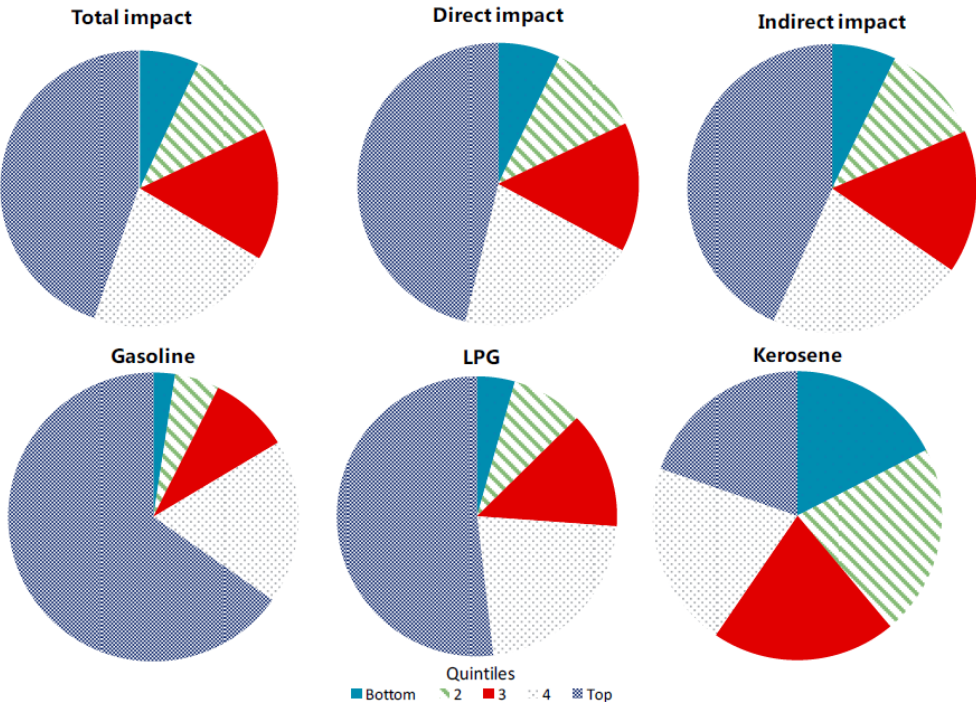 Total impact
Direct impact
Indirect impact
Gasoline
LPG
Kerosene
Quintiles
Bottom 2 3 4 Top